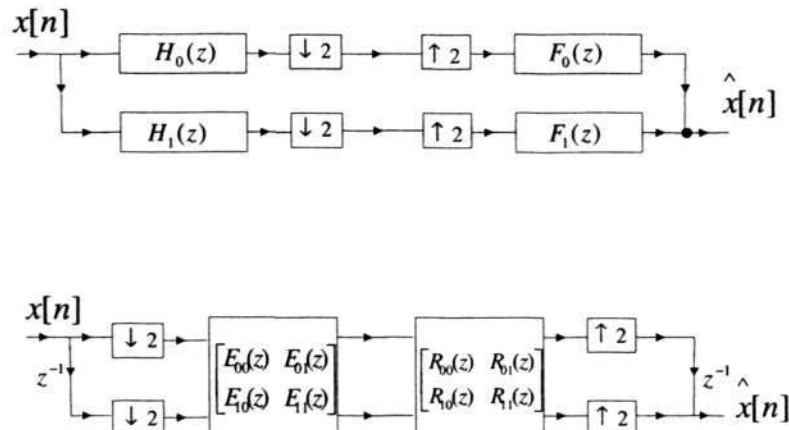 x[n]
H₀(z) ↓ 2 ↑ 2 F₀(z)
x̂[n]
H₁(z) ↓ 2 ↑ 2 F₁(z)
x[n]
↓ 2 ↑ 2
z⁻¹ [E₀₀(z) E₀₁(z) E₁₀(z) E₁₁(z)] [R₀₀(z) R₀₁(z) R₁₀(z) R₁₁(z)] z⁻¹
↓ 2 ↑ 2 x̂[n]